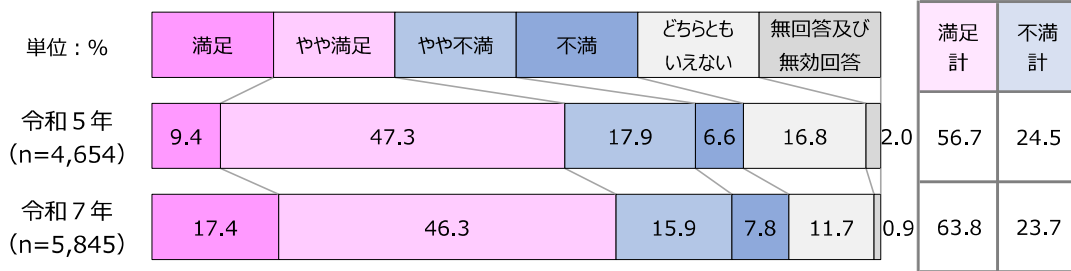 単位：%
満足
やや満足
やや不満
不満
どちらとも
いえない
無回答及び
無効回答
満足
計
不満
計
令和５年
(n=4,654)
9.4
47.3
17.9
6.6
16.8
2.0
56.7
24.5
令和７年
(n=5,845)
17.4
46.3
15.9
7.8
11.7
0.9
63.8
23.7